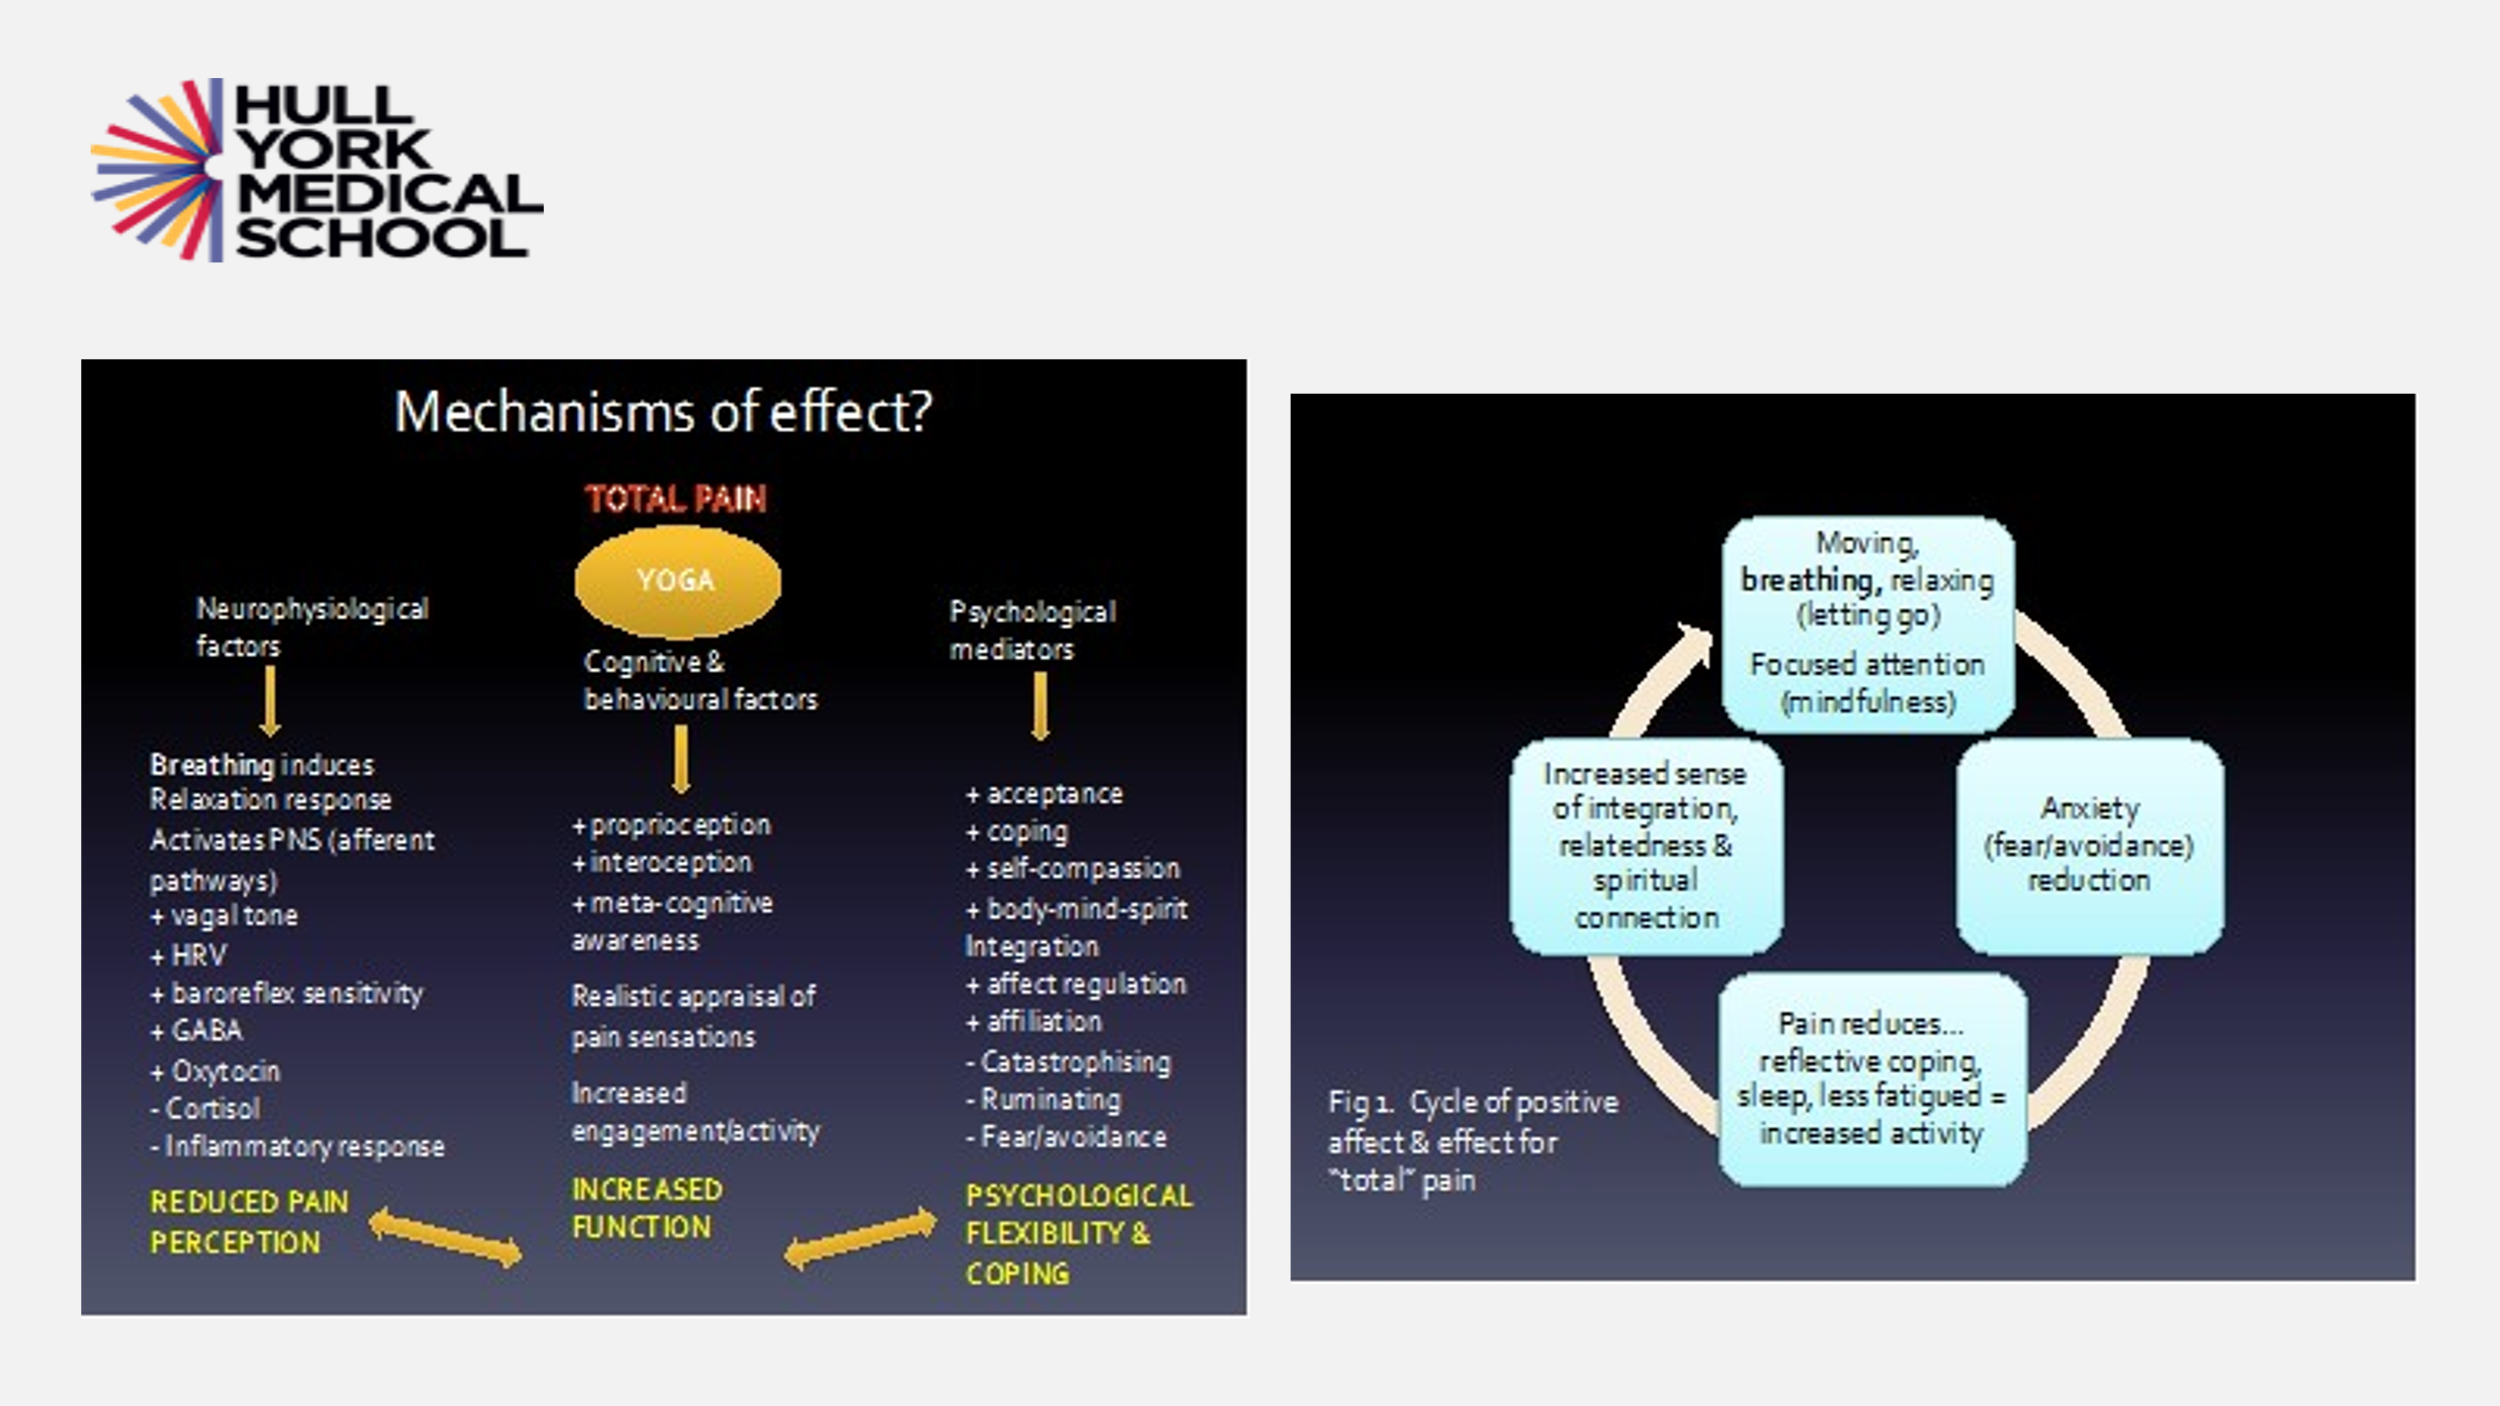 HULL
YORK
MEDICAL
SCHOOL
Mechanisms of effect?
TOTAL PAIN
YOGA
Neurophysiological
factors
Breathing induces
Relaxation response
Activates PNS (afferent
pathways)
+ vagal tone
+ HRV
+ baroreflex sensitivity
+ GABA
+ Oxytocin
- Cortisol
- Inflammatory response
REDUCED PAIN
PERCEPTION
Cognitive &
behavioural factors
+ proprioception
+ interoception
+ meta-cognitive
awareness
Realistic appraisal of
pain sensations
Increased
engagement/activity
INCREASED
FUNCTION
Psychological
mediators
+ acceptance
+ coping
+ self-compassion
+ body-mind-spirit
Integration
+ affect regulation
+ affiliation
- Catastrophising
- Ruminating
- Fear/avoidance
PSYCHOLOGICAL
FLEXIBILITY &
COPING
Moving,
breathing, relaxing
(letting go)
Focused attention
(mindfulness)
Anxiety
(fear/avoidance)
reduction
Pain reduces...
reflective coping,
sleep, less fatigued =
increased activity
Increased sense
of integration,
relatedness &
spiritual
connection
Fig 1. Cycle of positive
affect & effect for
"total" pain